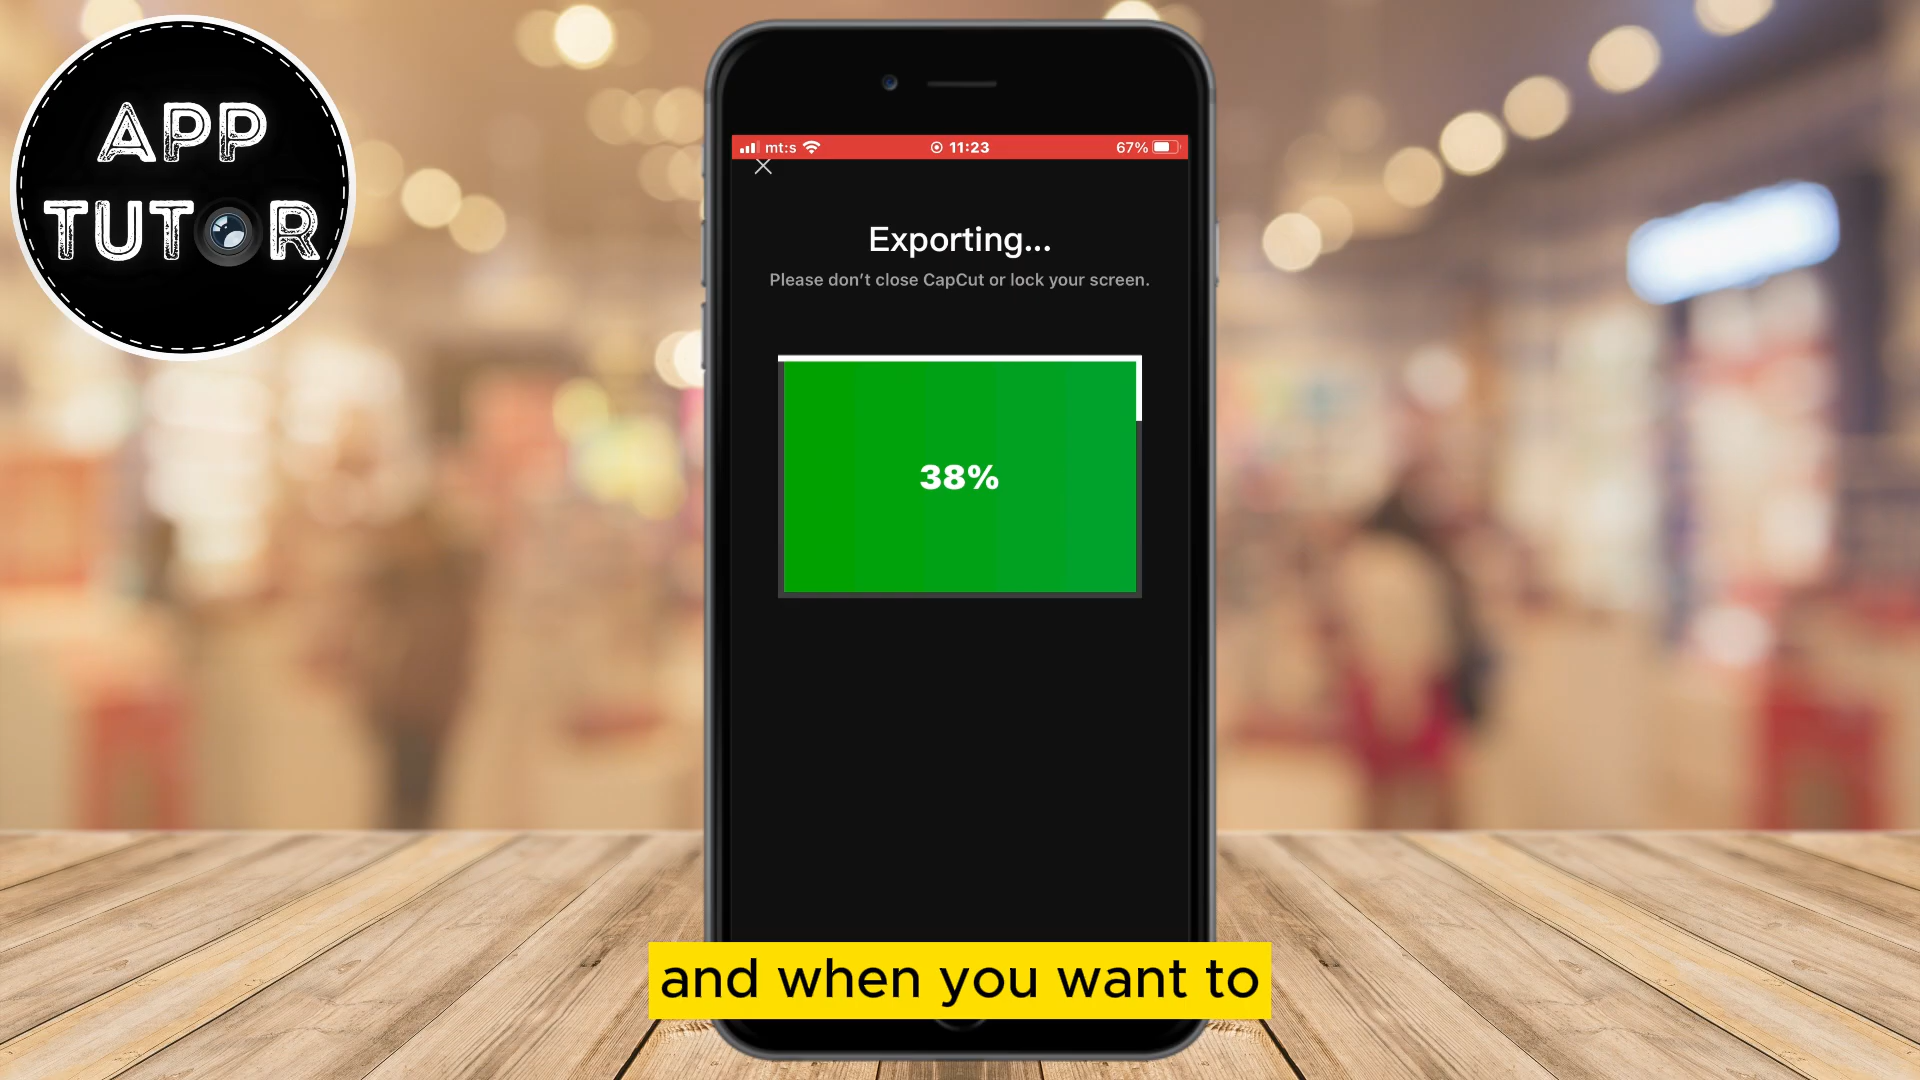 APP
TUTOR
mt:s
11:23
67%
Exporting...
Please don’t close CapCut or lock your screen.
38%
and when you want to